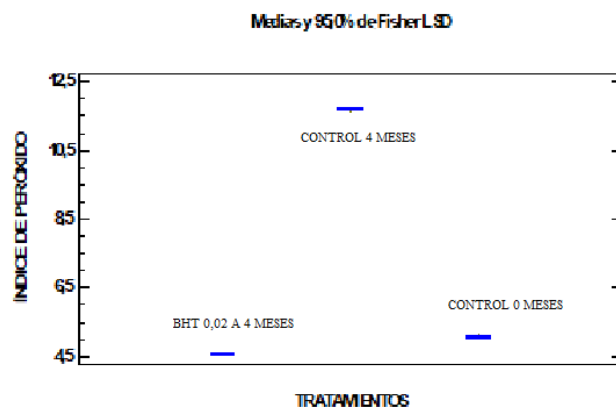 Medias y 95,0% de Fisher LSD
12,5
CONTROL 4 MESES
10,5
ÍNDICE DE PERÓXIDO
8,5
6,5
CONTROL 0 MESES
BHT 0,02 A 4 MESES
4,5
TRATAMIENTOS